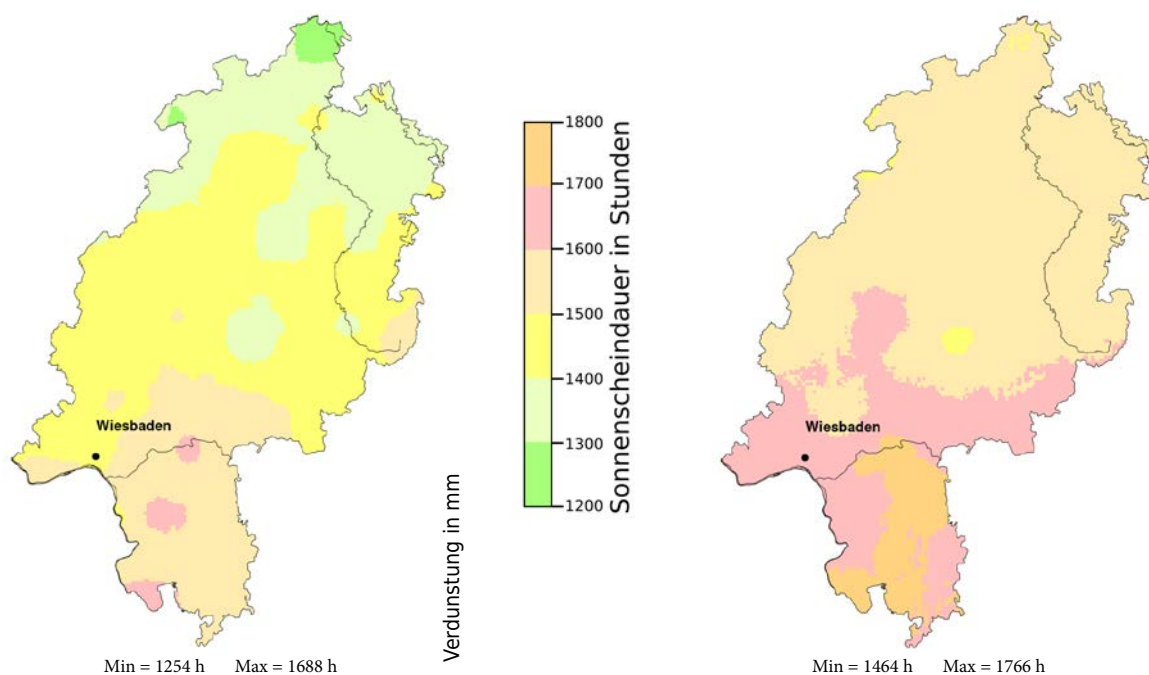 1800
1700
1600
1500
1400
1300
1200
Sonnenscheindauer in Stunden
Wiesbaden
Wiesbaden
Verdunstung in mm
Min = 1254 h Max = 1688 h
Min = 1464 h Max = 1766 h